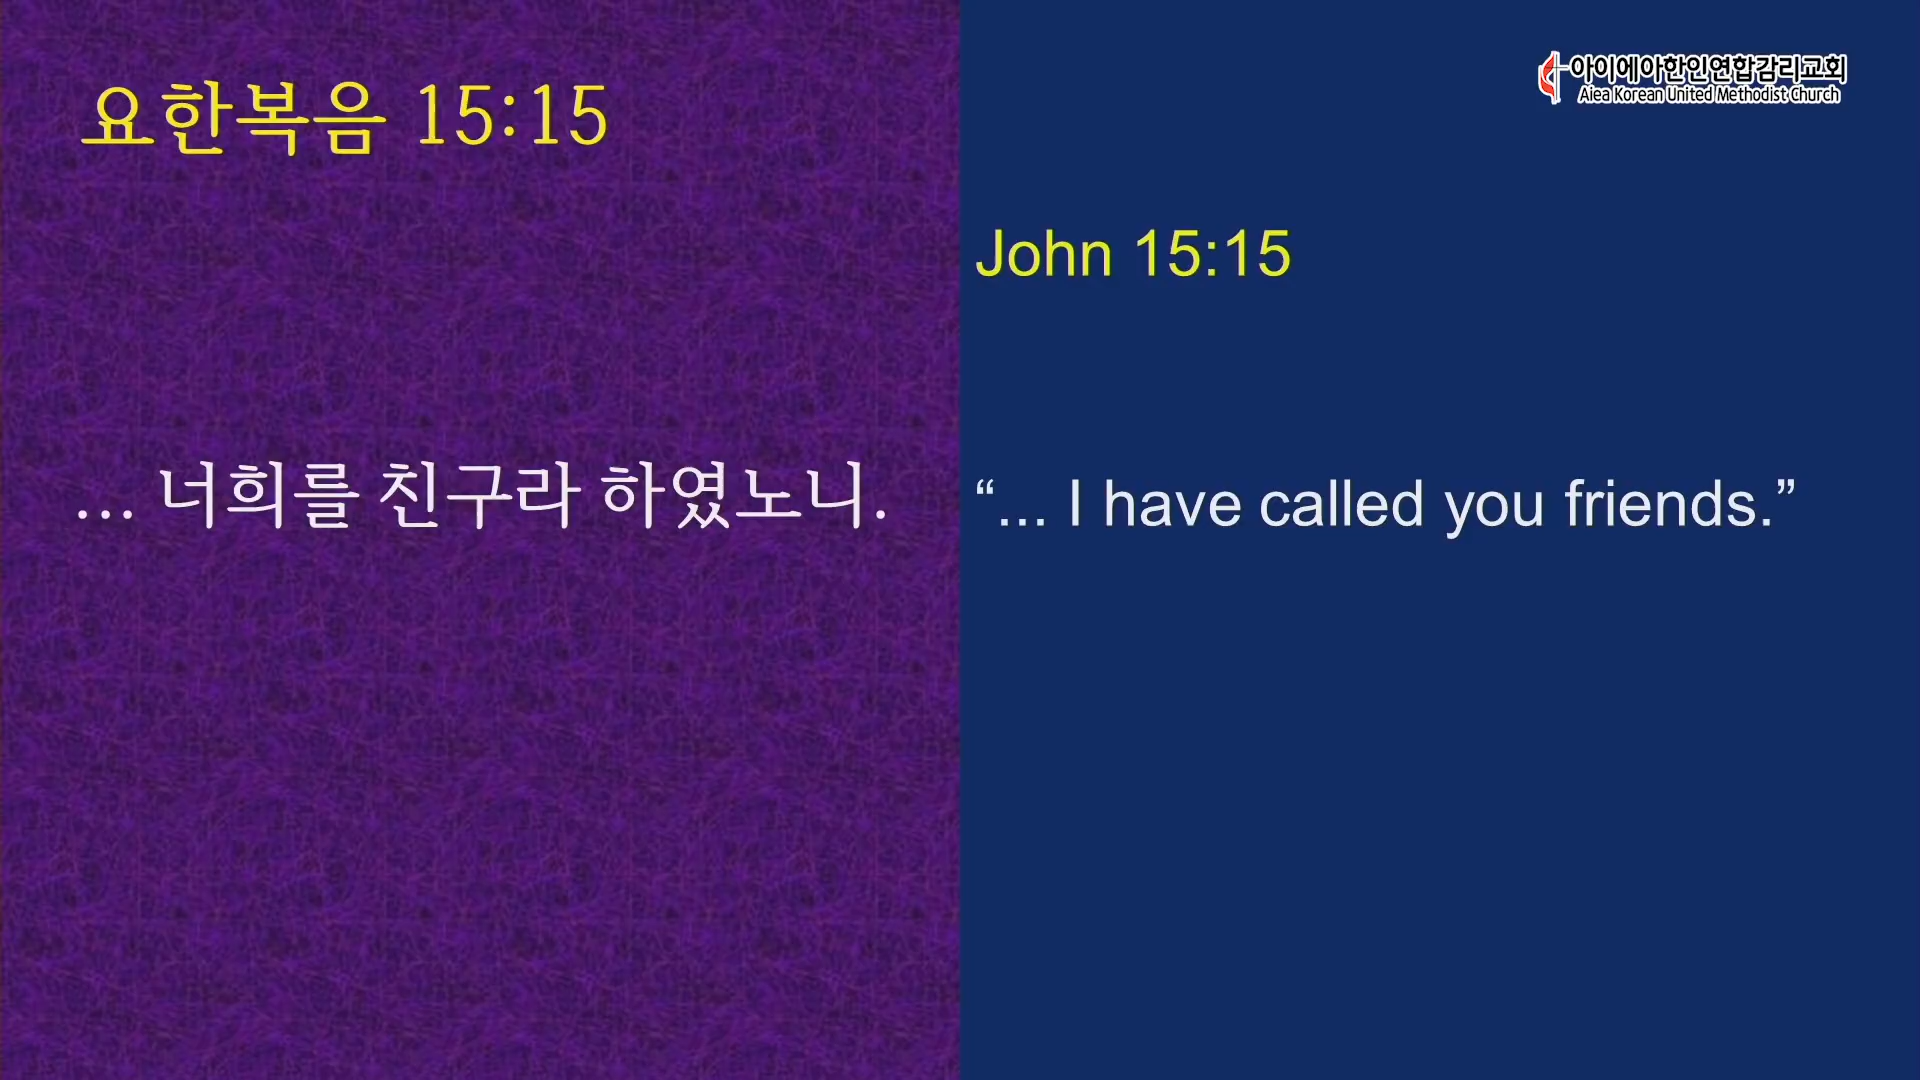 요한복음 15:15
... 너희를 친구라 하였노니.
아이에아한인연합감리교회
Aiea Korean United Methodist Church
John 15:15
“... I have called you friends.”